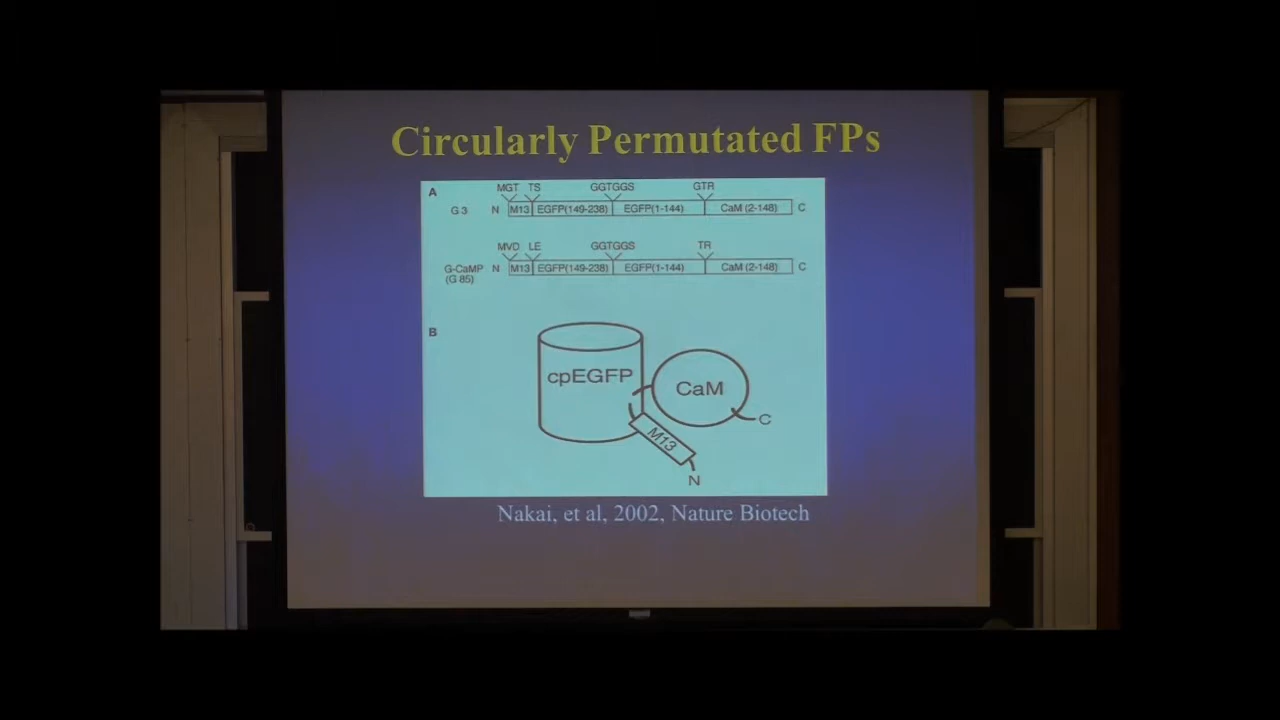 Circularly Permutated FPs
A
MGT TS GGTGGS GTR
G 3 N M13 EGFP(149-238) EGFP(1-144) CaM (2-148) C
MVD LE GGTGGS TR
G-CaMP N M13 EGFP(149-238) EGFP(1-144) CaM (2-148) C
(G 85)
B
cpEGFP
CaM
C
M13
N
Nakai, et al, 2002, Nature Biotech